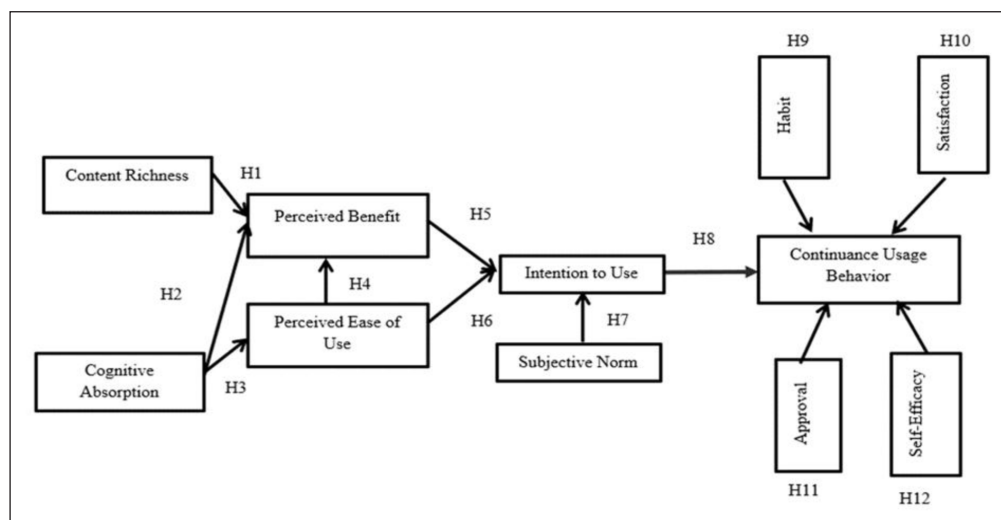 H9
H10
Habit
Satisfaction
Content Richness
H1
Perceived Benefit
H5
H2
H4
H8
Continuance Usage
Behavior
Intention to Use
Perceived Ease of
Use
H6
H7
Cognitive
Absorption
H3
Subjective Norm
Approval
Self-Efficacy
H11
H12